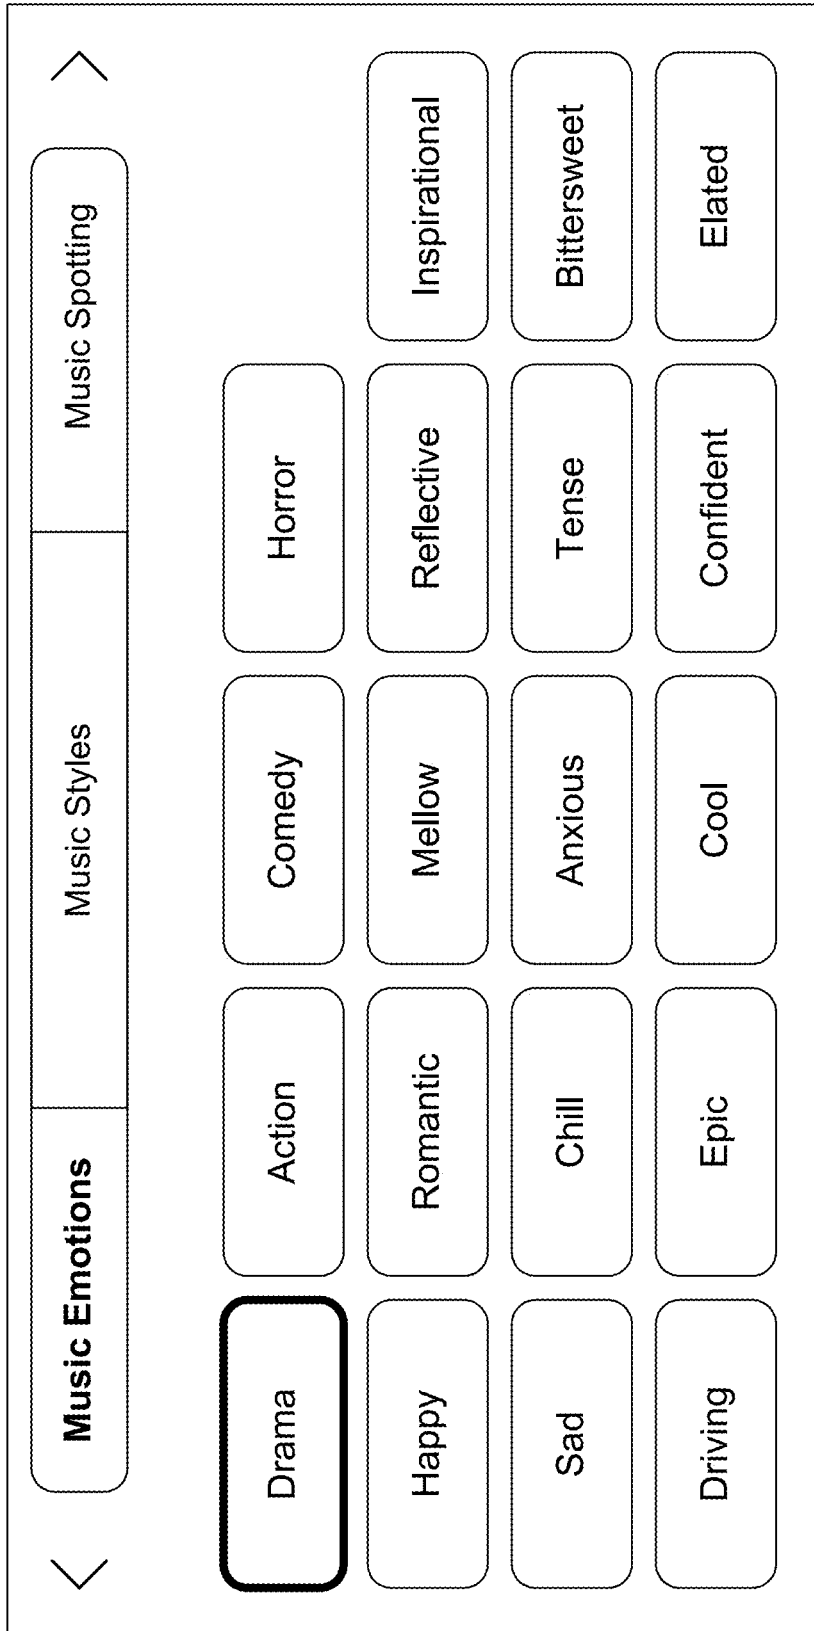 Music Emotions Music Styles Music Spotting
Drama Action Comedy Horror
Happy Romantic Mellow Reflective Inspirational
Sad Chill Anxious Tense Bittersweet
Driving Epic Cool Confident Elated